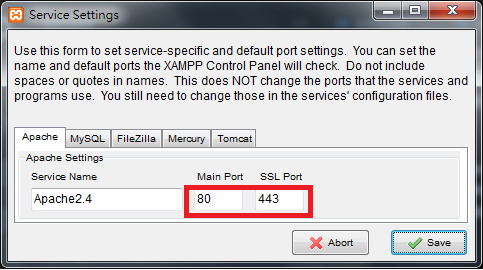 Service Settings
Use this form to set service-specific and default port settings. You can set the
name and default ports the XAMPP Control Panel will check. Do not include
spaces or quotes in names. This does NOT change the ports that the services and
programs use. You still need to change those in the services' configuration files.
Apache MySQL FileZilla Mercury Tomcat
Apache Settings
Service Name Main Port SSL Port
Apache2.4 80 443
Abort Save